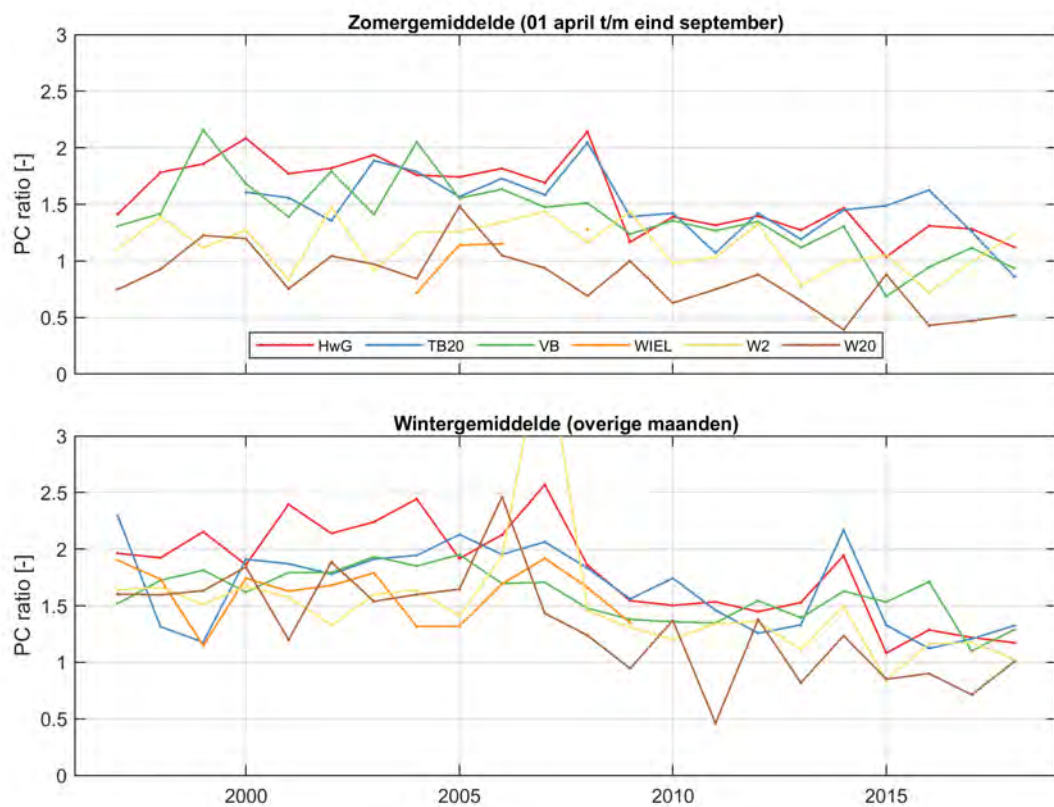 Zomergemiddelde (01 april t/m eind september)
3
2.5
2
1.5
1
0.5
0
PC ratio [-]
HwG TB20 VB WIEL W2 W20
Wintergemiddelde (overige maanden)
3
2.5
2
1.5
1
0.5
0
PC ratio [-]
2000 2005 2010 2015